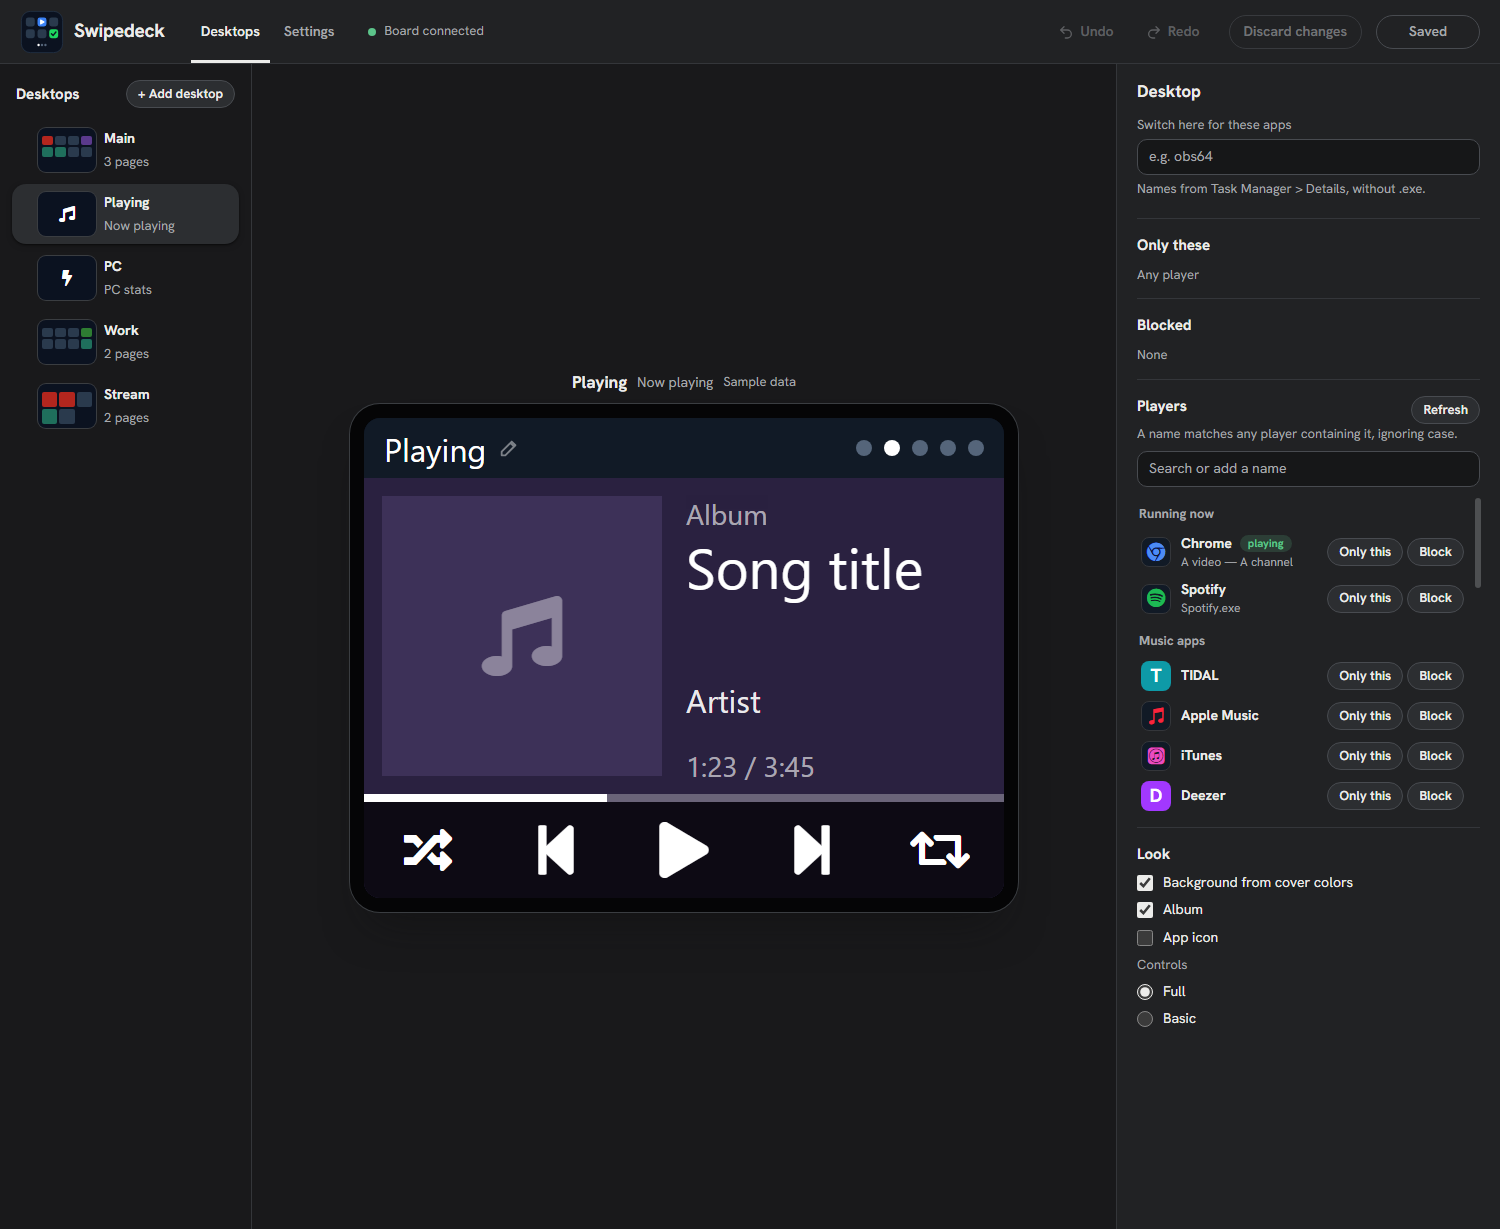 Swipedeck
Desktops
Settings
Board connected
Undo
Redo
Discard changes
Saved
Desktops
+ Add desktop
Main
3 pages
Playing
Now playing
PC
PC stats
Work
2 pages
Stream
2 pages
Playing Now playing Sample data
Playing
Album
Song title
Artist
1:23 / 3:45
Desktop
Switch here for these apps
e.g. obs64
Names from Task Manager > Details, without .exe.
Only these
Any player
Blocked
None
Players
Refresh
A name matches any player containing it, ignoring case.
Search or add a name
Running now
Chrome playing
A video — A channel
Only this Block
Spotify
Spotify.exe
Only this Block
Music apps
T TIDAL Only this Block
Apple Music Only this Block
iTunes Only this Block
D Deezer Only this Block
Look
Background from cover colors
Album
App icon
Controls
Full
Basic